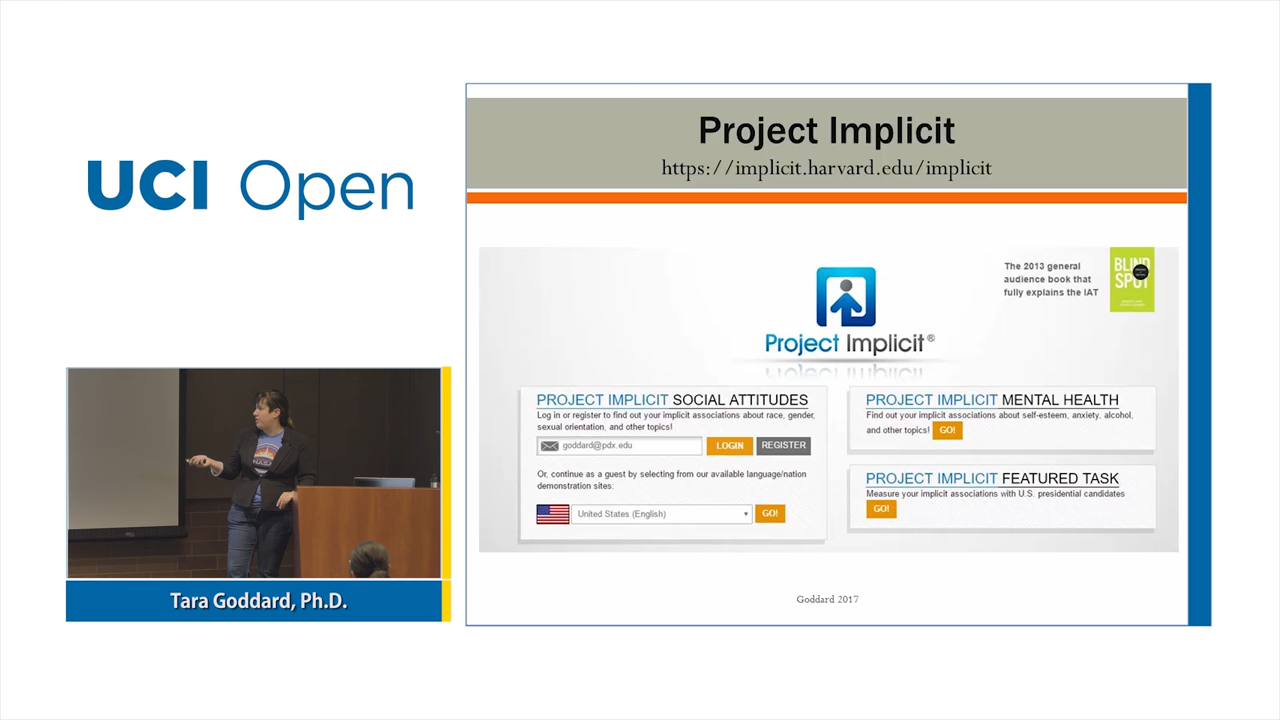 UCI Open
Project Implicit
https://implicit.harvard.edu/implicit
The 2013 general
audience book that
fully explains the IAT
BLIND
SPOT
Project Implicit®
PROJECT IMPLICIT SOCIAL ATTITUDES
Log in or register to find out your implicit associations about race, gender,
sexual orientation, and other topics!
goddard@pdx.edu
LOGIN
REGISTER
Or, continue as a guest by selecting from our available language/nation
demonstration sites:
United States (English)
GO!
PROJECT IMPLICIT MENTAL HEALTH
Find out your implicit associations about self-esteem, anxiety, alcohol,
and other topics! GO!
PROJECT IMPLICIT FEATURED TASK
Measure your implicit associations with U.S. presidential candidates
GO!
Goddard 2017
Tara Goddard, Ph.D.